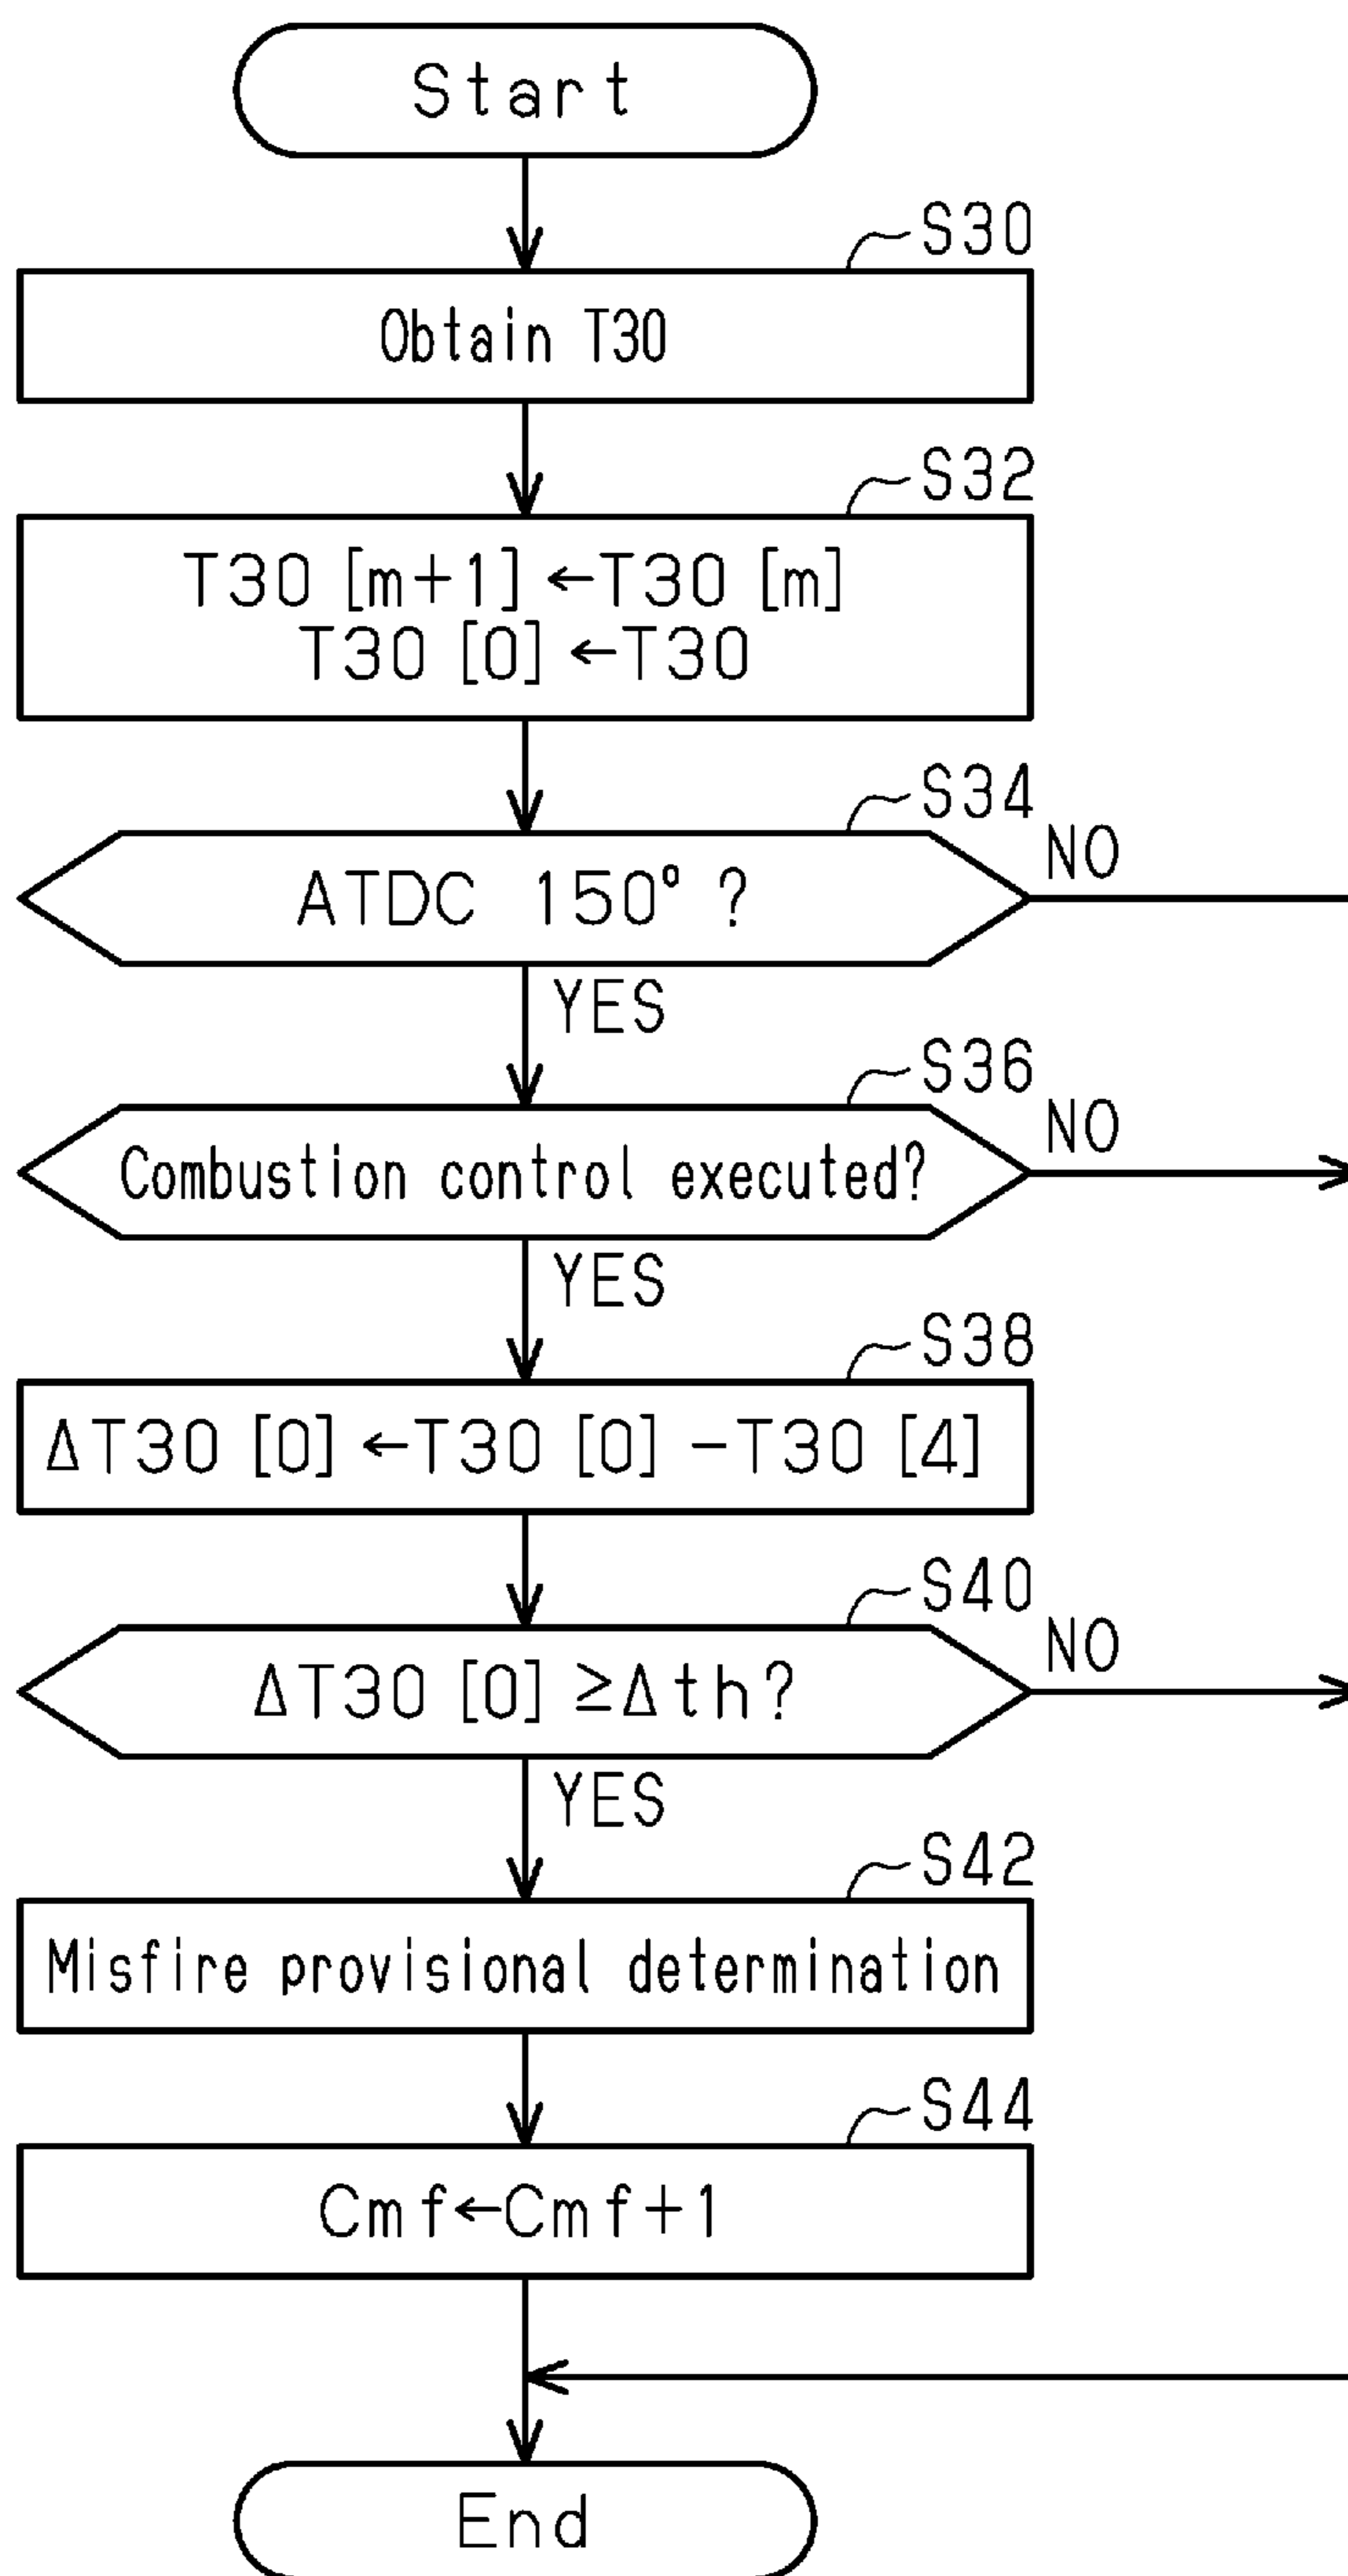 Start
S30
Obtain T30
S32
T30 [m+1] ←T30 [m]
T30 [0] ←T30
S34
ATDC 150° ?
NO
YES
S36
Combustion control executed?
NO
YES
S38
ΔT30 [0] ←T30 [0] −T30 [4]
S40
ΔT30 [0] ≥Δth?
NO
YES
S42
Misfire provisional determination
S44
Cmf←Cmf+1
End